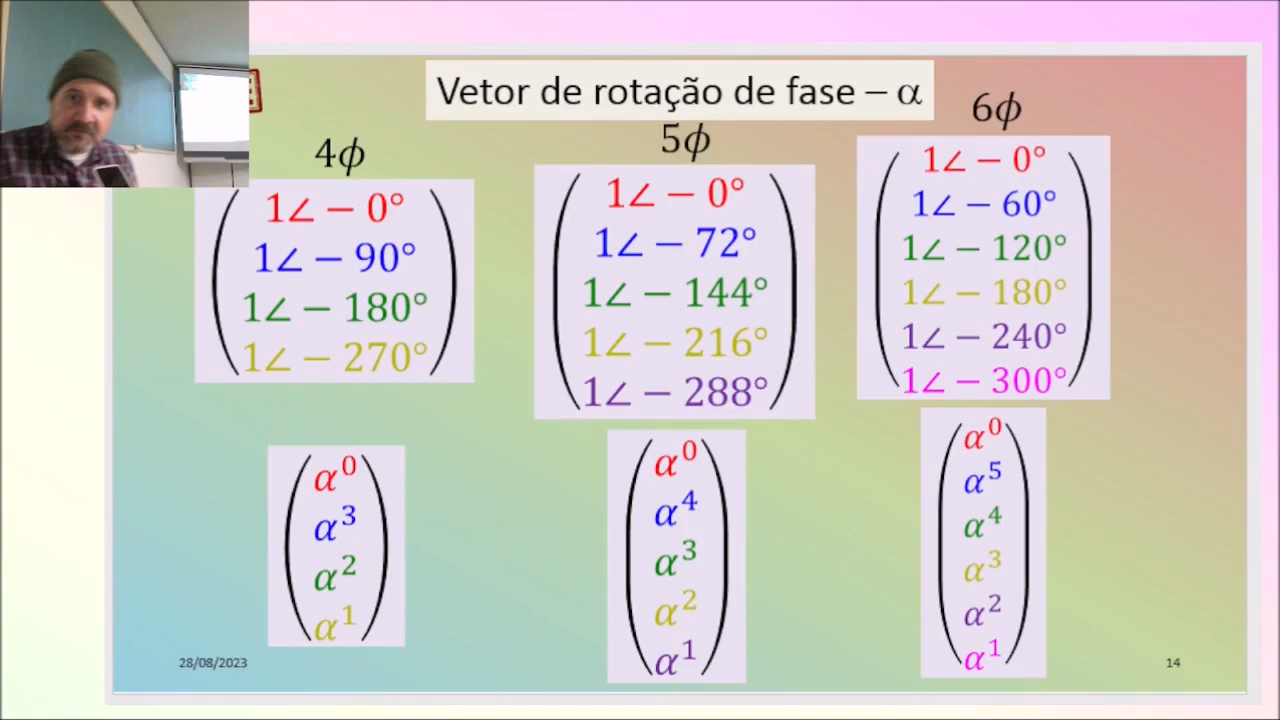 Vetor de rotação de fase – α
4ϕ
1∠ − 0°
1∠ − 90°
1∠ − 180°
1∠ − 270°
α⁰
α³
α²
α¹
5ϕ
1∠ − 0°
1∠ − 72°
1∠ − 144°
1∠ − 216°
1∠ − 288°
α⁰
α⁴
α³
α²
α¹
6ϕ
1∠ − 0°
1∠ − 60°
1∠ − 120°
1∠ − 180°
1∠ − 240°
1∠ − 300°
α⁰
α⁵
α⁴
α³
α²
α¹
28/08/2023
14